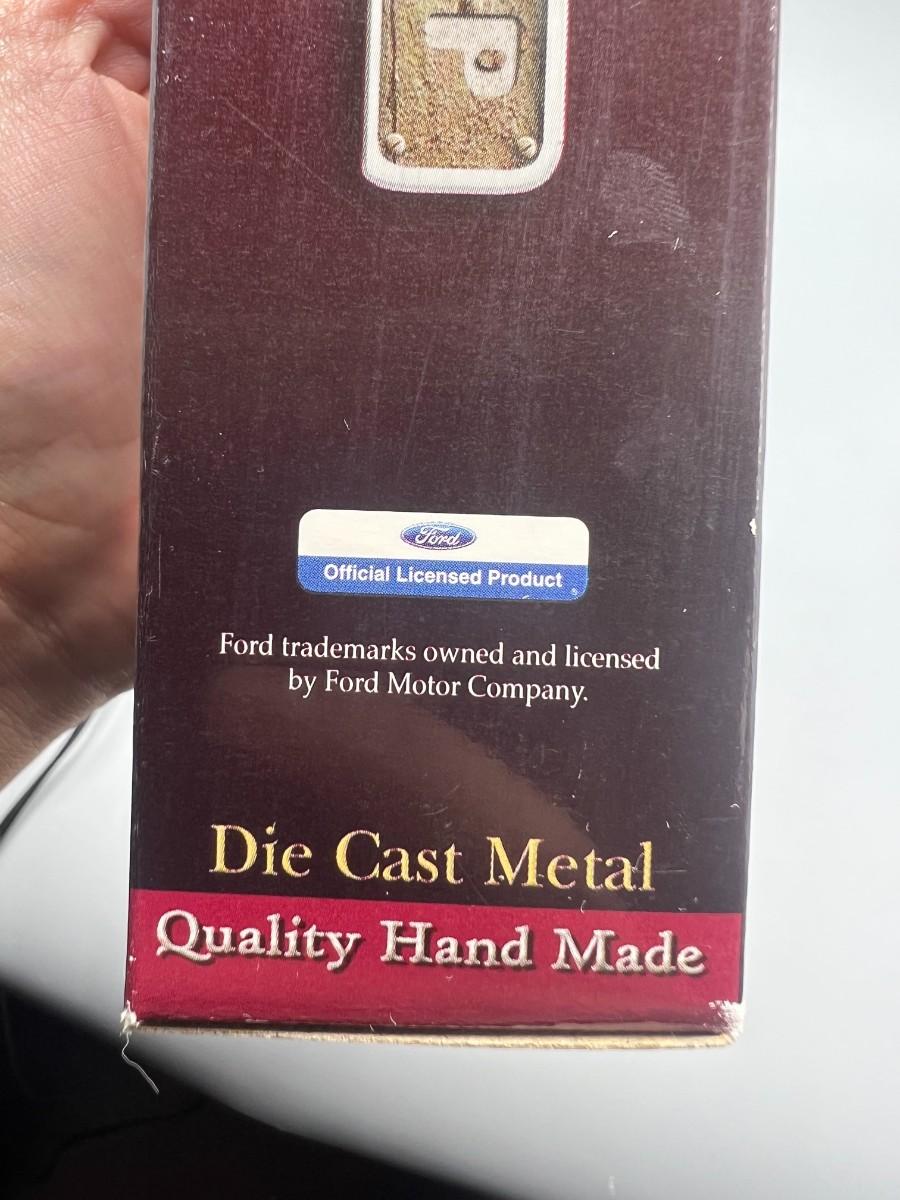 Ford
Official Licensed Product
Ford trademarks owned and licensed
by Ford Motor Company.
Die Cast Metal
Quality Hand Made